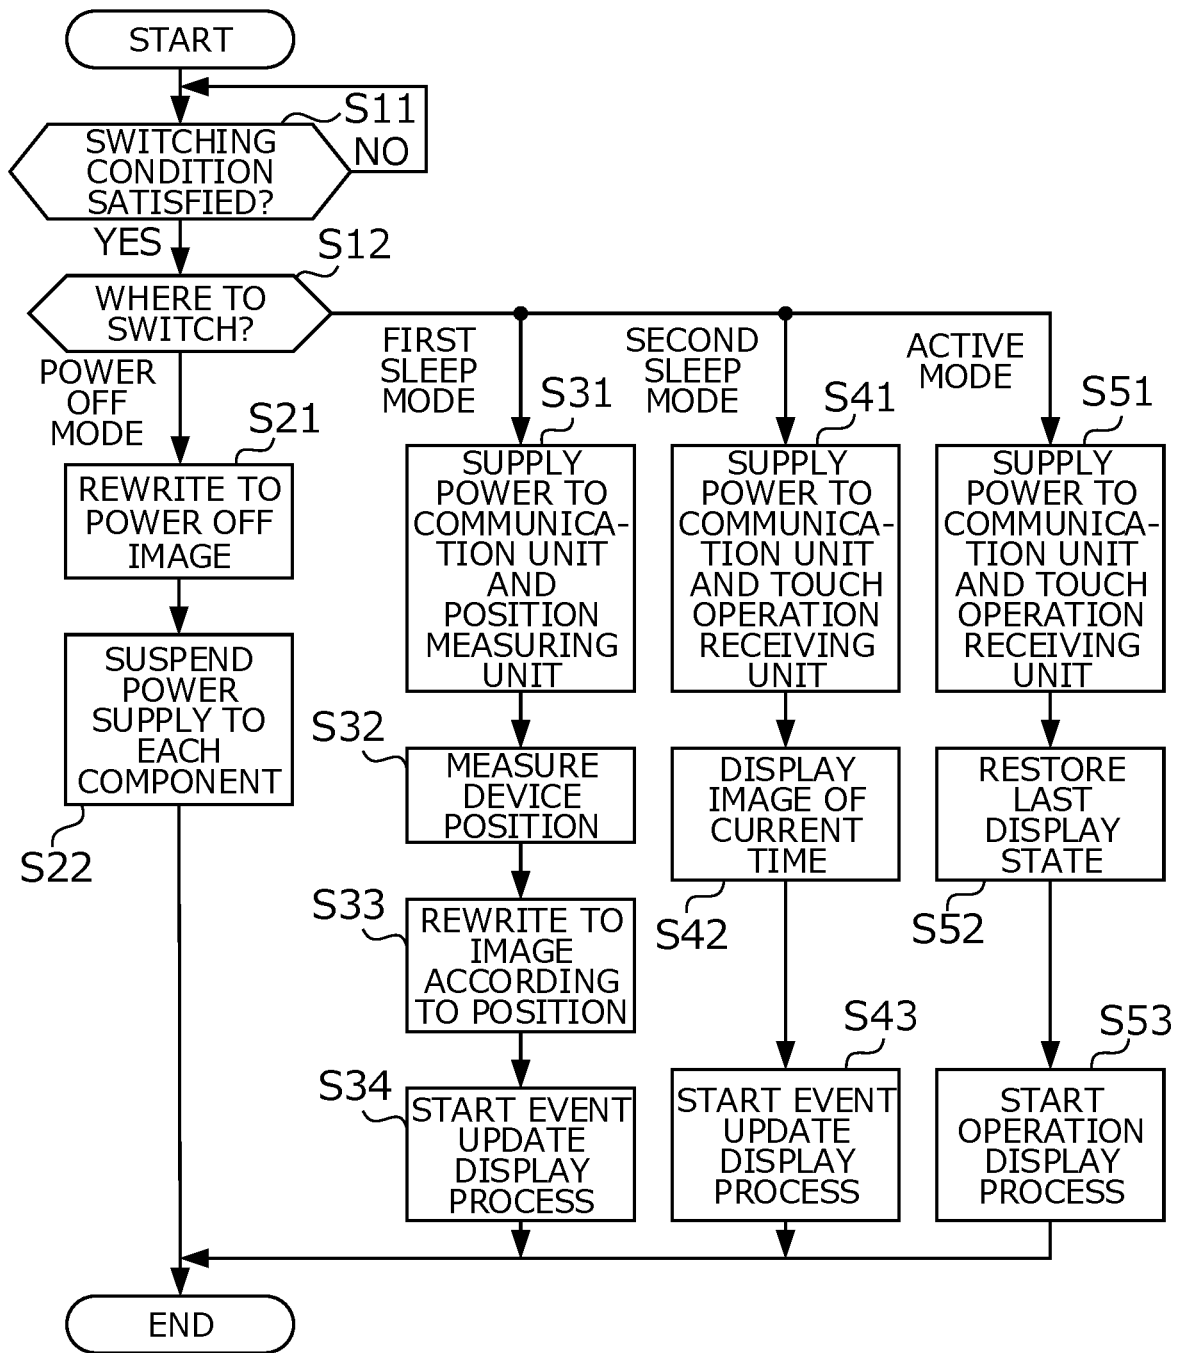 START
S11
SWITCHING
CONDITION
SATISFIED?
NO
YES
S12
WHERE TO
SWITCH?
POWER
OFF
MODE
FIRST
SLEEP
MODE
SECOND
SLEEP
MODE
ACTIVE
MODE
S21
REWRITE TO
POWER OFF
IMAGE
SUSPEND
POWER
SUPPLY TO
EACH
COMPONENT
S22
S31
SUPPLY
POWER TO
COMMUNICA-
TION UNIT
AND
POSITION
MEASURING
UNIT
S32
MEASURE
DEVICE
POSITION
S33
REWRITE TO
IMAGE
ACCORDING
TO POSITION
S34
START EVENT
UPDATE
DISPLAY
PROCESS
S41
SUPPLY
POWER TO
COMMUNICA-
TION UNIT
AND TOUCH
OPERATION
RECEIVING
UNIT
DISPLAY
IMAGE OF
CURRENT
TIME
S42
S43
START EVENT
UPDATE
DISPLAY
PROCESS
S51
SUPPLY
POWER TO
COMMUNICA-
TION UNIT
AND TOUCH
OPERATION
RECEIVING
UNIT
RESTORE
LAST
DISPLAY
STATE
S52
S53
START
OPERATION
DISPLAY
PROCESS
END